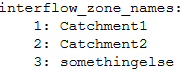 interflow_zone_names:
1: Catchment1
2: Catchment2
3: somethingelse